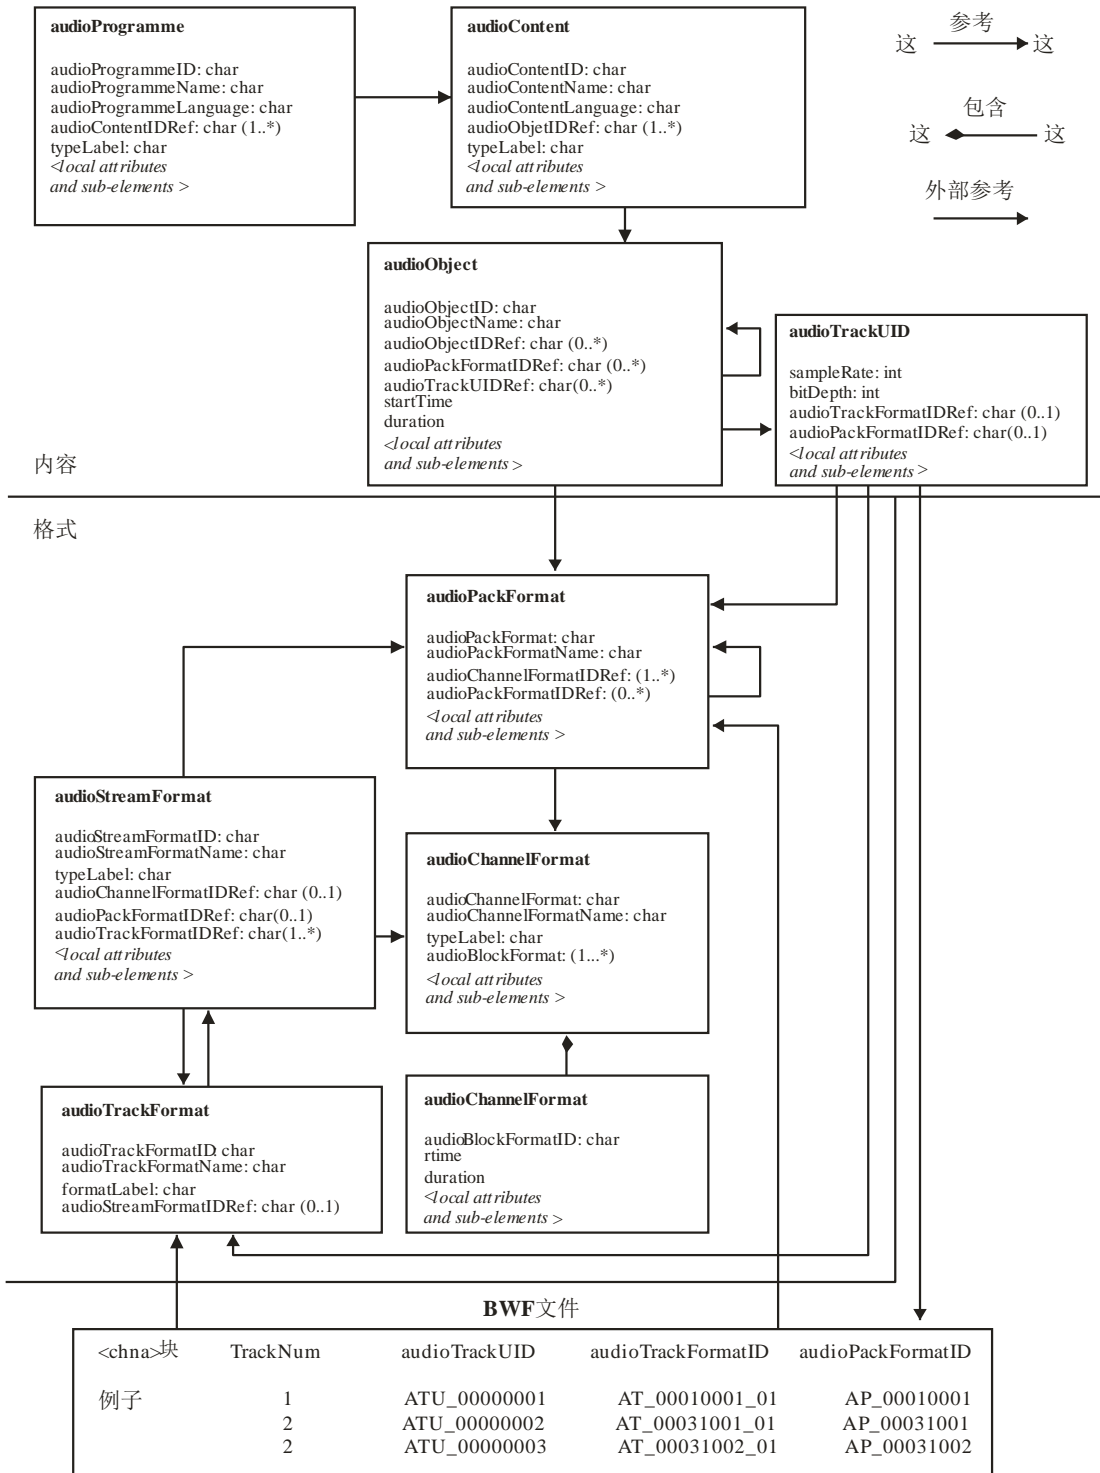 audioProgramme
audioProgrammeID: char
audioProgrammeName: char
audioProgrammeLanguage: char
audioContentIDRef: char (1..*)
typeLabel: char
<local attributes
and sub-elements >
audioContent
audioContentID: char
audioContentName: char
audioContentLanguage: char
audioObjetIDRef: char (1..*)
typeLabel: char
<local attributes
and sub-elements >
参考
这 这
包含
这 这
外部参考
audioObject
audioObjectID: char
audioObjectName: char
audioObjectIDRef: char (0..*)
audioPackFormatIDRef: char (0..*)
audioTrackUIDRef: char(0..*)
startTime
duration
<local attributes
and sub-elements >
audioTrackUID
sampleRate: int
bitDepth: int
audioTrackFormatIDRef: char (0..1)
audioPackFormatIDRef: char(0..1)
<local attributes
and sub-elements >
内容
格式
audioPackFormat
audioPackFormat: char
audioPackFormatName: char
audioChannelFormatIDRef: (1..*)
audioPackFormatIDRef: (0..*)
<local attributes
and sub-elements >
audioStreamFormat
audioStreamFormatID: char
audioStreamFormatName: char
typeLabel: char
audioChannelFormatIDRef: char (0..1)
audioPackFormatIDRef: char(0..1)
audioTrackFormatIDRef: char(1..*)
<local attributes
and sub-elements >
audioChannelFormat
audioChannelFormat: char
audioChannelFormatName: char
typeLabel: char
audioBlockFormat: (1...*)
<local attributes
and sub-elements >
audioTrackFormat
audioTrackFormatID: char
audioTrackFormatName: char
formatLabel: char
audioStreamFormatIDRef: char (0..1)
audioChannelFormat
audioBlockFormatID: char
rtime
duration
<local attributes
and sub-elements >
BWF文件
<chna>块 TrackNum audioTrackUID audioTrackFormatID audioPackFormatID
例子 1 ATU_00000001 AT_00010001_01 AP_00010001
2 ATU_00000002 AT_00031001_01 AP_00031001
2 ATU_00000003 AT_00031002_01 AP_00031002